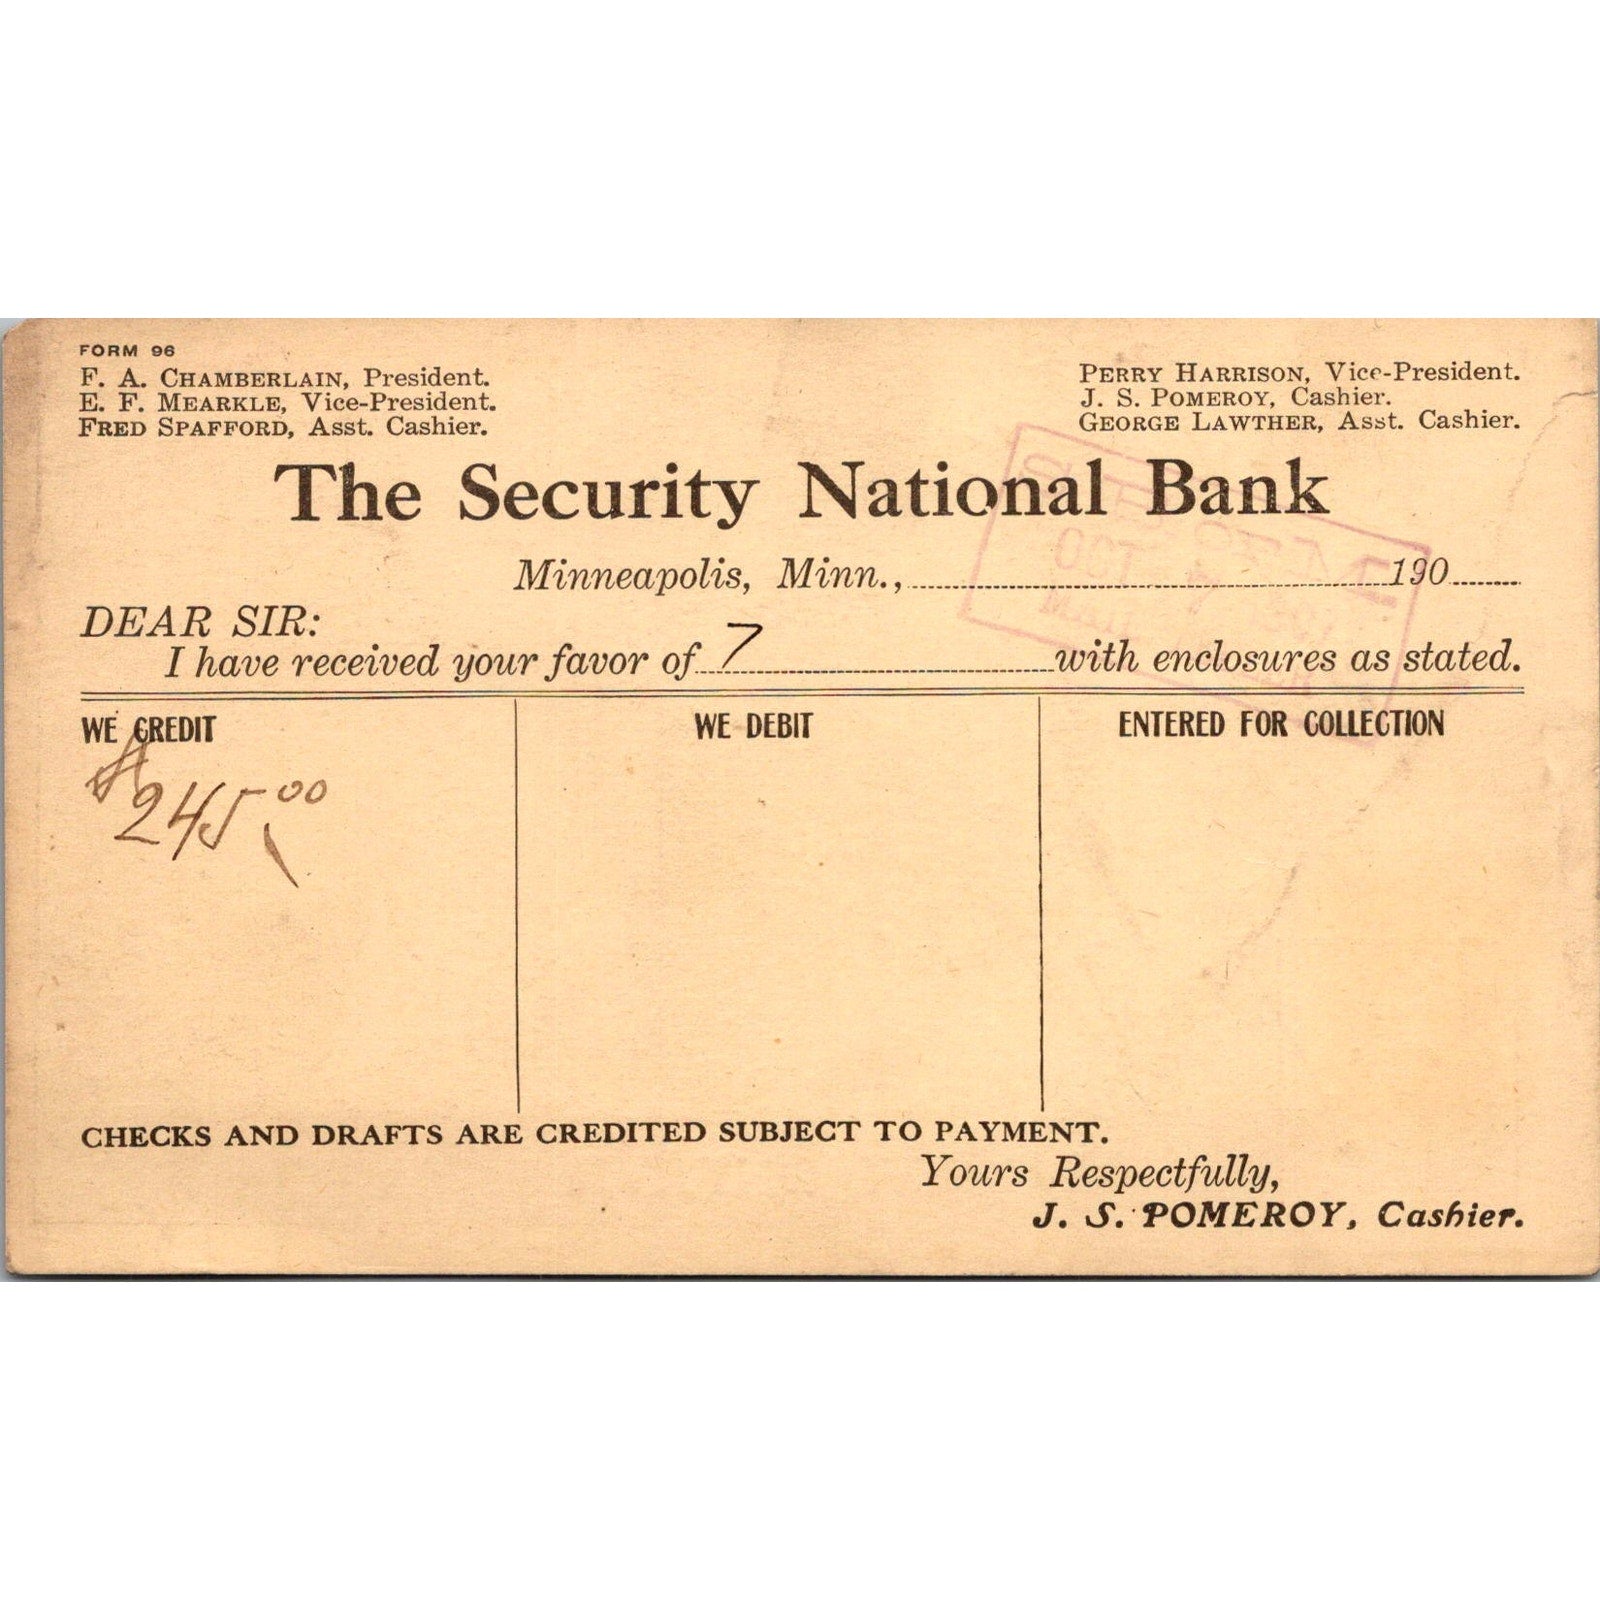 FORM 96
F. A. CHAMBERLAIN, President.
E. F. MEARKLE, Vice-President.
FRED SPAFFORD, Asst. Cashier.
PERRY HARRISON, Vice-President.
J. S. POMEROY, Cashier.
GEORGE LAWTHER, Asst. Cashier.
The Security National Bank
Minneapolis, Minn., 190
DEAR SIR:
I have received your favor of 7 with enclosures as stated.
WE CREDIT
WE DEBIT
ENTERED FOR COLLECTION
245.00
CHECKS AND DRAFTS ARE CREDITED SUBJECT TO PAYMENT.
Yours Respectfully,
J. S. POMEROY, Cashier.